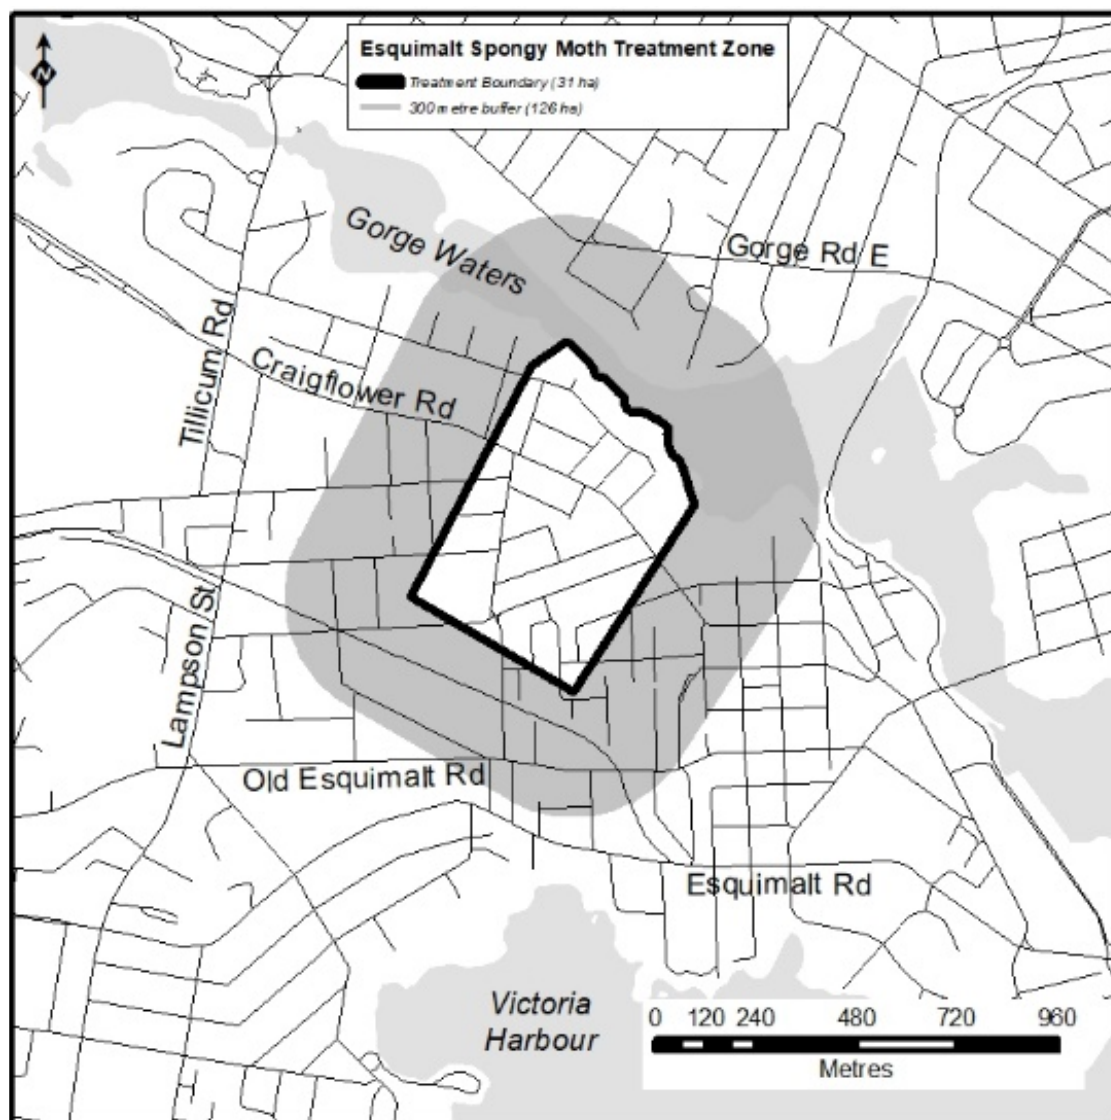 Esquimalt Spongy Moth Treatment Zone
Treatment Boundary (31 ha)
300 metre buffer (126 ha)
N
Gorge Waters
Gorge Rd E
Tillicum Rd
Craigflower Rd
Lampson St
Old Esquimalt Rd
Esquimalt Rd
Victoria
Harbour
0 120 240 480 720 960
Metres